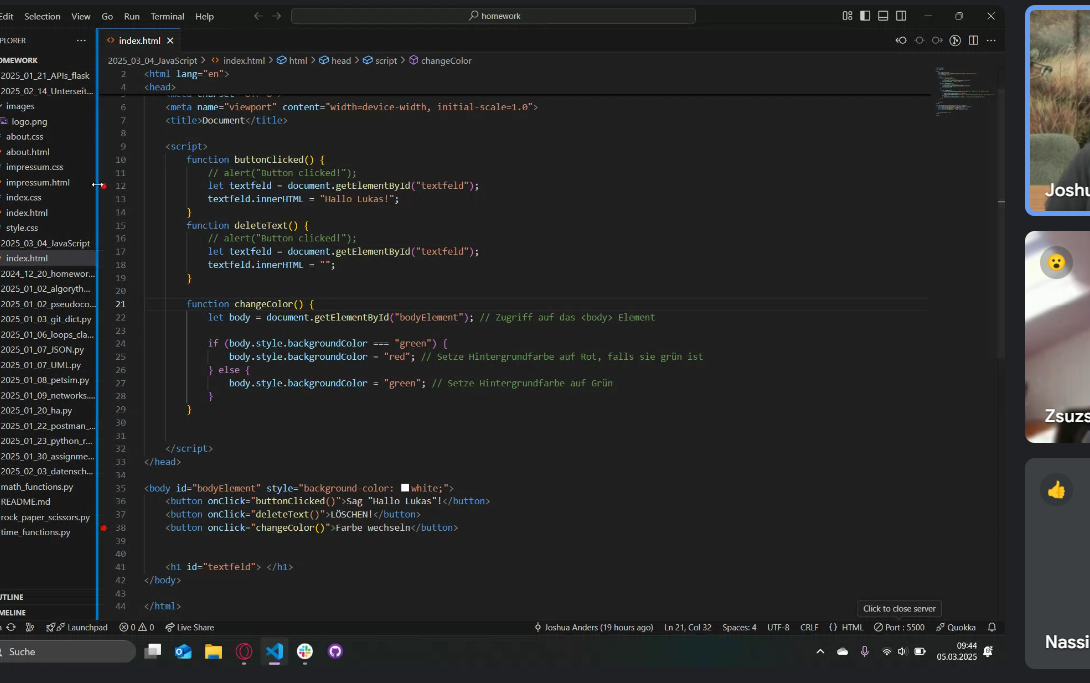 Edit Selection View Go Run Terminal Help
homework
EXPLORER ...
HOMEWORK
2025_01_21_APIs_flask
2025_02_14_Unterseit...
images
logo.png
about.css
about.html
impressum.css
impressum.html
index.css
index.html
style.css
2025_03_04_JavaScript
index.html
2024_12_20_homewor...
2025_01_02_algoryth...
2025_01_02_pseudoco...
2025_01_03_git_dict.py
2025_01_06_loops_cla...
2025_01_07_JSON.py
2025_01_07_UML.py
2025_01_08_petsim.py
2025_01_09_networks...
2025_01_20_ha.py
2025_01_22_postman_...
2025_01_23_python_r...
2025_01_30_assignme...
2025_02_03_datensch...
math_functions.py
README.md
rock_paper_scissors.py
time_functions.py
OUTLINE
TIMELINE
index.html
2025_03_04_JavaScript > index.html > html > head > script > changeColor
2 <html lang="en">
4 <head>
6 <meta name="viewport" content="width=device-width, initial-scale=1.0">
7 <title>Document</title>
8
9 <script>
10 function buttonClicked() {
11 // alert("Button clicked!");
12 let textfeld = document.getElementById("textfeld");
13 textfeld.innerHTML = "Hallo Lukas!";
14 }
15 function deleteText() {
16 // alert("Button clicked!");
17 let textfeld = document.getElementById("textfeld");
18 textfeld.innerHTML = "";
19 }
20
21 function changeColor() {
22 let body = document.getElementById("bodyElement"); // Zugriff auf das <body> Element
23
24 if (body.style.backgroundColor === "green") {
25 body.style.backgroundColor = "red"; // Setze Hintergrundfarbe auf Rot, falls sie grün ist
26 } else {
27 body.style.backgroundColor = "green"; // Setze Hintergrundfarbe auf Grün
28 }
29 }
30
31
32 </script>
33 </head>
34
35 <body id="bodyElement" style="background-color: white;">
36 <button onClick="buttonClicked()">Sag "Hallo Lukas"!</button>
37 <button onClick="deleteText()">LÖSCHEN!</button>
38 <button onclick="changeColor()">Farbe wechseln</button>
39
40
41 <h1 id="textfeld"> </h1>
42 </body>
43
44 </html>
Click to close server
Launchpad 0 0 Live Share Joshua Anders (19 hours ago) Ln 21, Col 32 Spaces: 4 UTF-8 CRLF {} HTML Port : 5500 Quokka
Suche
09:44
05.03.2025
Joshu
Zsuzs
Nassi